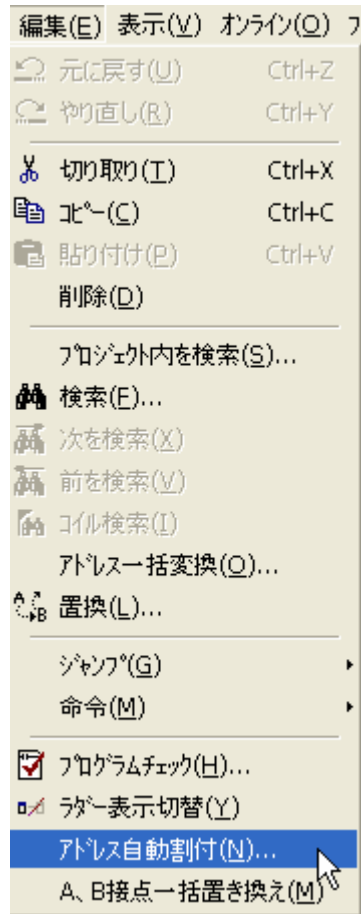 編集(E) 表示(V) ｵﾝﾗｲﾝ(O)
元に戻す(U) Ctrl+Z
やり直し(R) Ctrl+Y
切り取り(T) Ctrl+X
ｺﾋﾟｰ(C) Ctrl+C
貼り付け(P) Ctrl+V
削除(D)
ﾌﾟﾛｼﾞｪｸﾄ内を検索(S)...
検索(F)...
次を検索(X)
前を検索(V)
ｺｲﾙ検索(I)
ｱﾄﾞﾚｽ一括変換(O)...
置換(L)...
ｼﾞｬﾝﾌﾟ(G)
命令(M)
ﾌﾟﾛｸﾞﾗﾑﾁｪｯｸ(H)...
ﾗﾀﾞｰ表示切替(Y)
ｱﾄﾞﾚｽ自動割付(N)...
A、B接点一括置き換え(M)